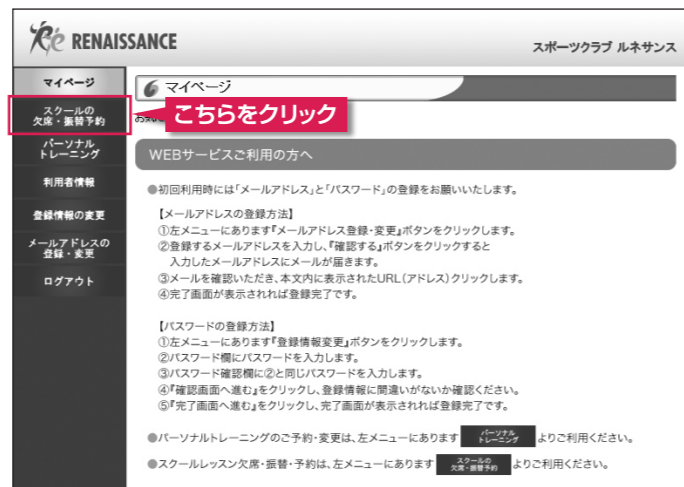 RENAISSANCE
スポーツクラブ ルネサンス
マイページ
スクールの
欠席・振替予約
パーソナル
トレーニング
利用者情報
登録情報の変更
メールアドレスの
登録・変更
ログアウト
マイページ
こちらをクリック
WEBサービスご利用の方へ
●初回利用時には「メールアドレス」と「パスワード」の登録をお願いいたします。
【メールアドレスの登録方法】
①左メニューにあります『メールアドレス登録・変更』ボタンをクリックします。
②登録するメールアドレスを入力し、『確認する』ボタンをクリックすると
入力したメールアドレスにメールが届きます。
③メールを確認いただき、本文内に表示されたURL(アドレス)クリックします。
④完了画面が表示されれば登録完了です。
【パスワードの登録方法】
①左メニューにあります『登録情報変更』ボタンをクリックします。
②パスワード欄にパスワードを入力します。
③パスワード確認欄に②と同じパスワードを入力します。
④『確認画面へ進む』をクリックし、登録情報に間違いがないか確認ください。
⑤『完了画面へ進む』をクリックし、完了画面が表示されれば登録完了です。
●パーソナルトレーニングのご予約・変更は、左メニューにあります パーソナル トレーニング よりご利用ください。
●スクールレッスン欠席・振替・予約は、左メニューにあります スクールの 欠席・振替予約 よりご利用ください。